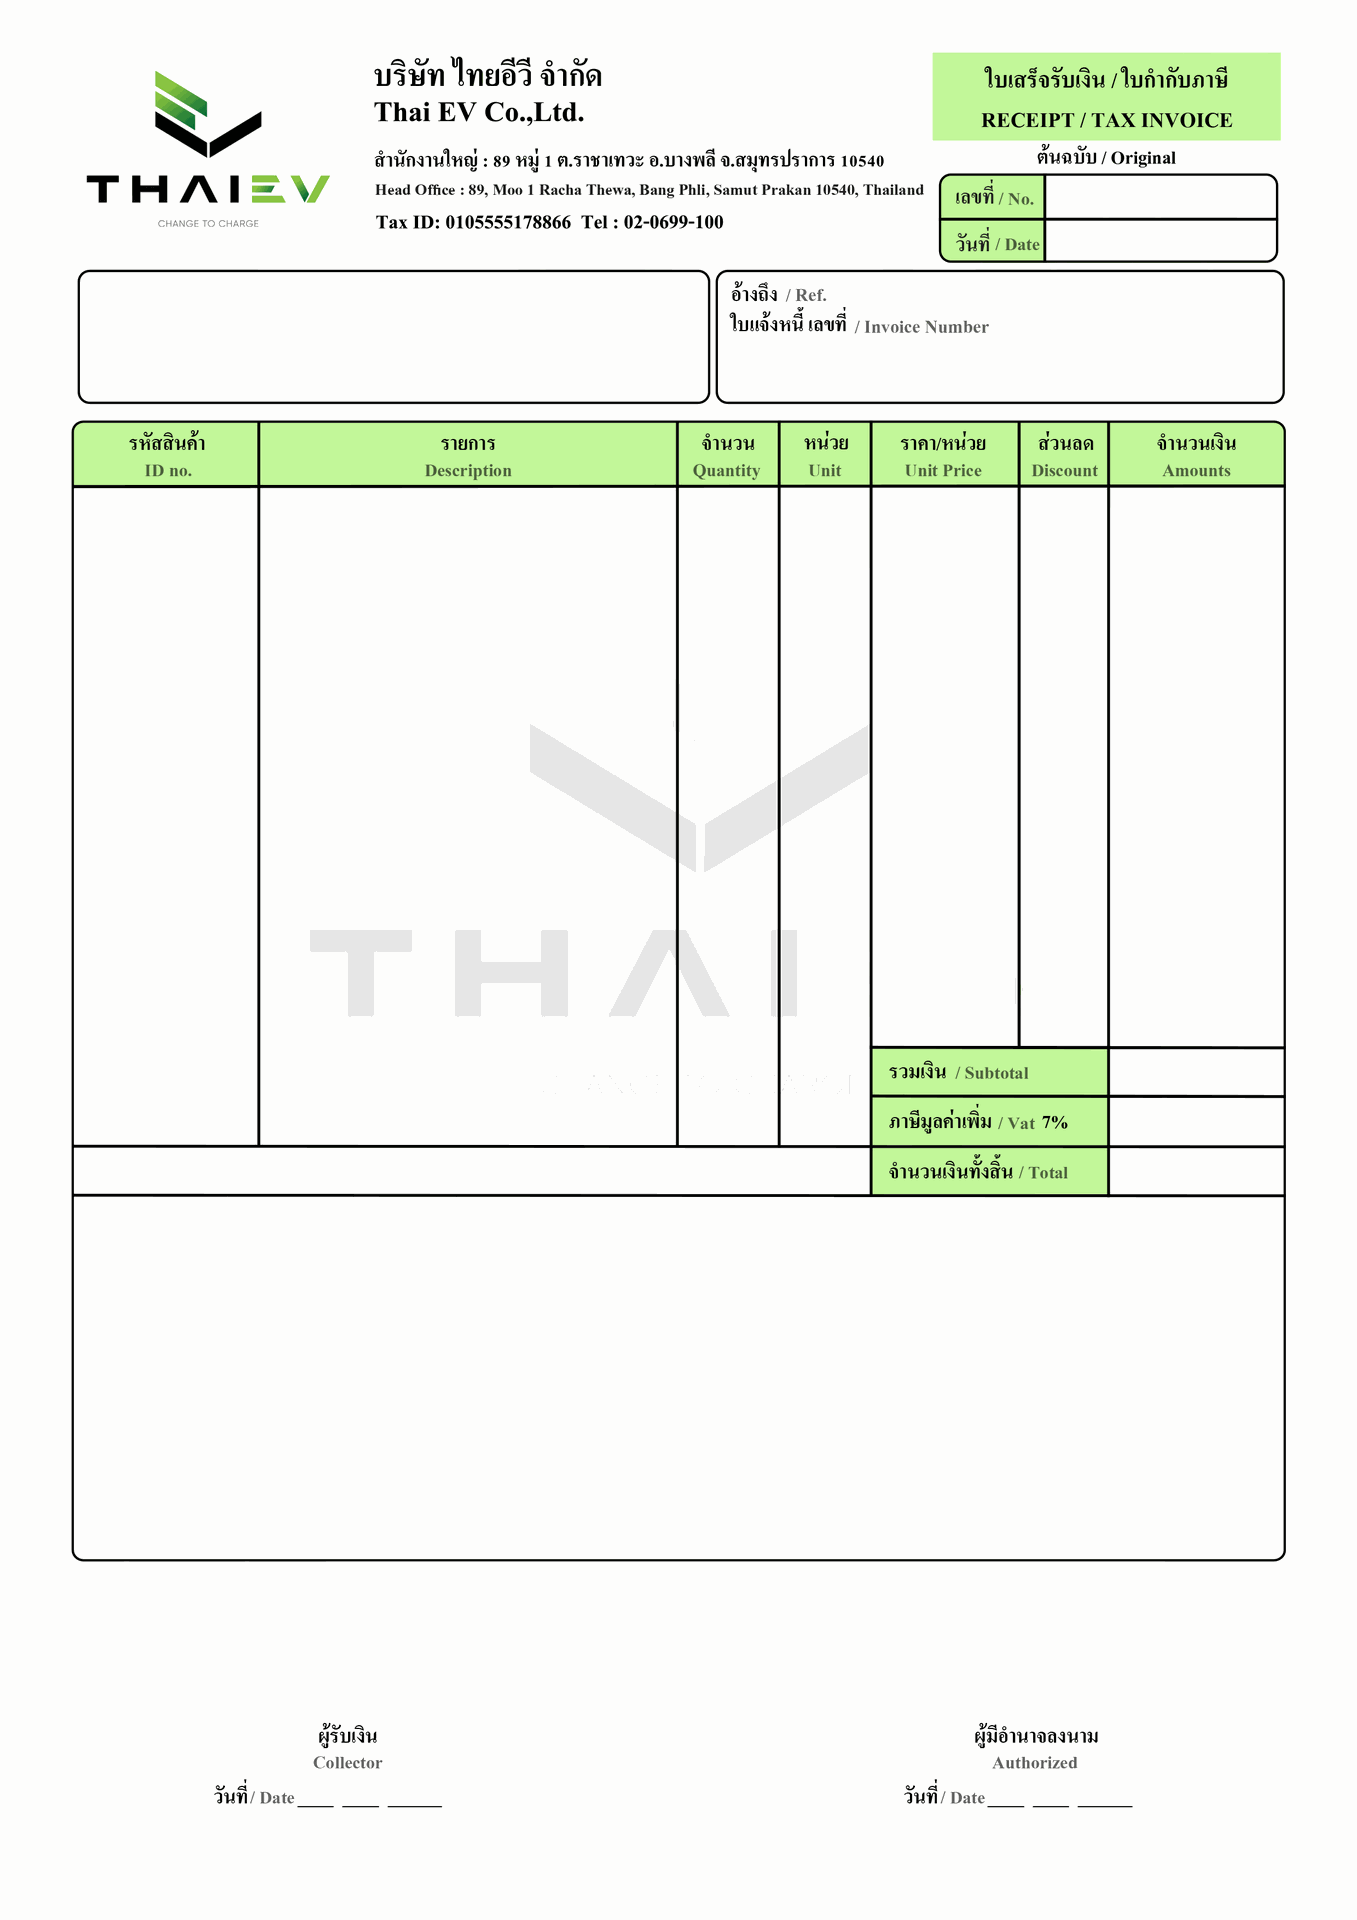 THAIEV
CHANGE TO CHARGE
บริษัท ไทยอีวี จำกัด
Thai EV Co.,Ltd.
สำนักงานใหญ่ : 89 หมู่ 1 ต.ราชาเทวะ อ.บางพลี จ.สมุทรปราการ 10540
Head Office : 89, Moo 1 Racha Thewa, Bang Phli, Samut Prakan 10540, Thailand
Tax ID: 0105555178866 Tel : 02-0699-100
ใบเสร็จรับเงิน / ใบกำกับภาษี
RECEIPT / TAX INVOICE
ต้นฉบับ / Original
เลขที่ / No.
วันที่ / Date
อ้างถึง / Ref.
ใบแจ้งหนี้ เลขที่ / Invoice Number
รหัสสินค้า รายการ จำนวน หน่วย ราคา/หน่วย ส่วนลด จำนวนเงิน
ID no. Description Quantity Unit Unit Price Discount Amounts
THAI
รวมเงิน / Subtotal
ภาษีมูลค่าเพิ่ม / Vat 7%
จำนวนเงินทั้งสิ้น / Total
ผู้รับเงิน
Collector
วันที่ / Date ____ ____ ______
ผู้มีอำนาจลงนาม
Authorized
วันที่ / Date ____ ____ ______